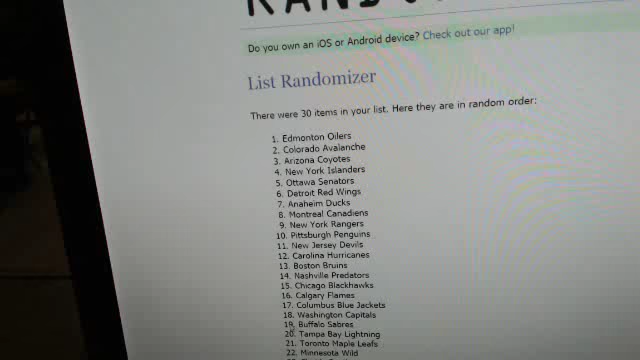 Do you own an iOS or Android device? Check out our app!
List Randomizer
There were 30 items in your list. Here they are in random order:
1. Edmonton Oilers
2. Colorado Avalanche
3. Arizona Coyotes
4. New York Islanders
5. Ottawa Senators
6. Detroit Red Wings
7. Anaheim Ducks
8. Montreal Canadiens
9. New York Rangers
10. Pittsburgh Penguins
11. New Jersey Devils
12. Carolina Hurricanes
13. Boston Bruins
14. Nashville Predators
15. Chicago Blackhawks
16. Calgary Flames
17. Columbus Blue Jackets
18. Washington Capitals
19. Buffalo Sabres
20. Tampa Bay Lightning
21. Toronto Maple Leafs
22. Minnesota Wild